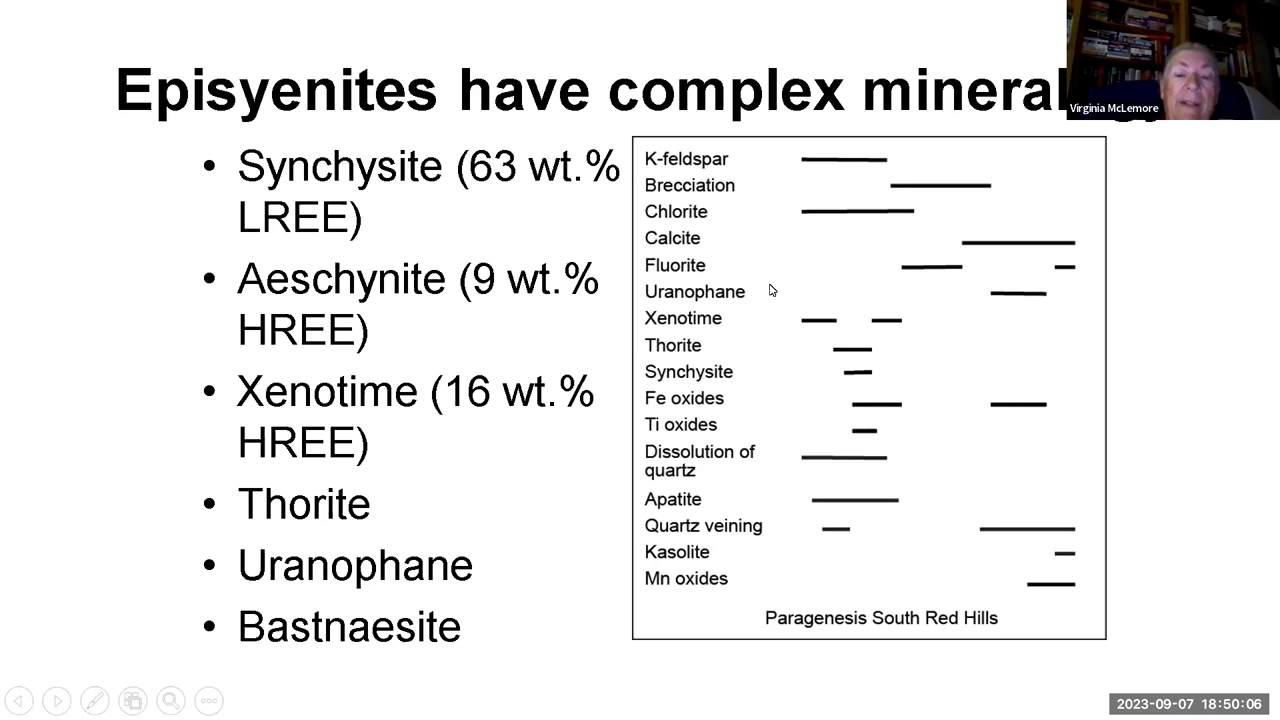 Episyenites have complex mineral
Virginia McLemore
• Synchysite (63 wt.%
LREE)
• Aeschynite (9 wt.%
HREE)
• Xenotime (16 wt.%
HREE)
• Thorite
• Uranophane
• Bastnaesite
K-feldspar
Brecciation
Chlorite
Calcite
Fluorite
Uranophane
Xenotime
Thorite
Synchysite
Fe oxides
Ti oxides
Dissolution of
quartz
Apatite
Quartz veining
Kasolite
Mn oxides
Paragenesis South Red Hills
2023-09-07 18:50:06